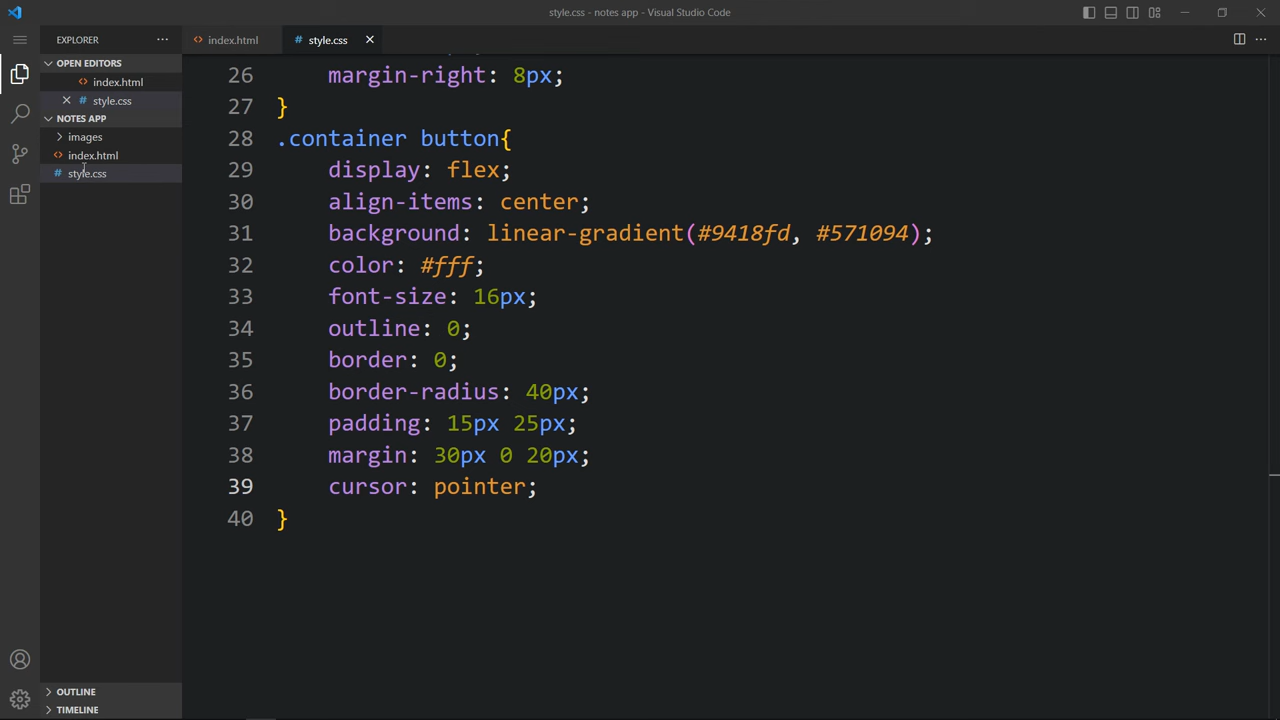 style.css - notes app - Visual Studio Code
EXPLORER
index.html
style.css
OPEN EDITORS
index.html
style.css
NOTES APP
images
index.html
style.css
OUTLINE
TIMELINE
26 margin-right: 8px;
27 }
28 .container button{
29 display: flex;
30 align-items: center;
31 background: linear-gradient(#9418fd, #571094);
32 color: #fff;
33 font-size: 16px;
34 outline: 0;
35 border: 0;
36 border-radius: 40px;
37 padding: 15px 25px;
38 margin: 30px 0 20px;
39 cursor: pointer;
40 }